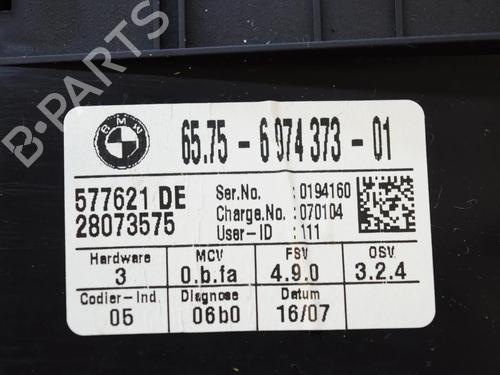 BMW
65.75 - 6 974 373 - 01
577621 DE
28073575
Ser.No. : 0194160
Charge.No. : 070104
User-ID : 111
Hardware MCV FSV OSV
3 0.b.fa 4.9.0 3.2.4
Codier-Ind. Diagnose Datum
05 06b0 16/07
B-Parts